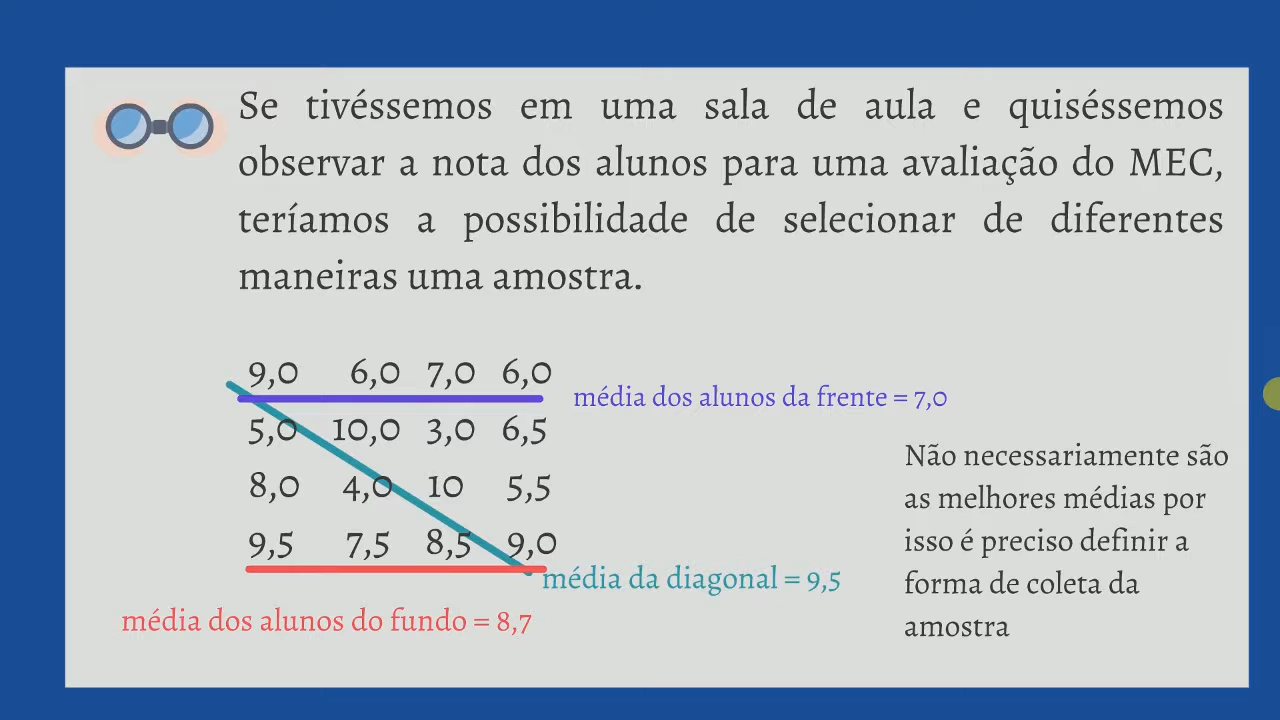 Se tivéssemos em uma sala de aula e quiséssemos
observar a nota dos alunos para uma avaliação do MEC,
teríamos a possibilidade de selecionar de diferentes
maneiras uma amostra.
9,0 6,0 7,0 6,0
média dos alunos da frente = 7,0
5,0 10,0 3,0 6,5
8,0 4,0 10 5,5
9,5 7,5 8,5 9,0
média da diagonal = 9,5
média dos alunos do fundo = 8,7
Não necessariamente são
as melhores médias por
isso é preciso definir a
forma de coleta da
amostra